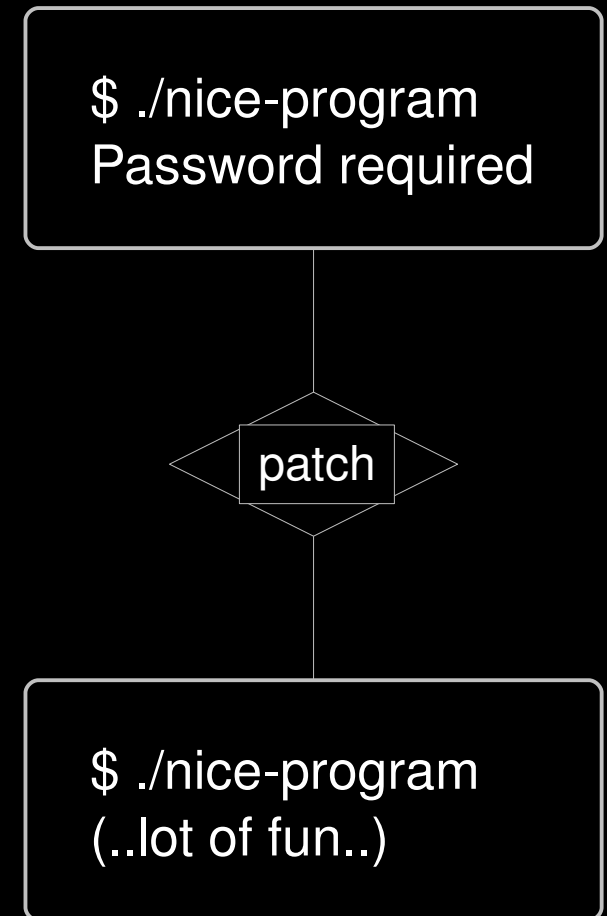 $ ./nice-program
Password required
patch
$ ./nice-program
(..lot of fun..)